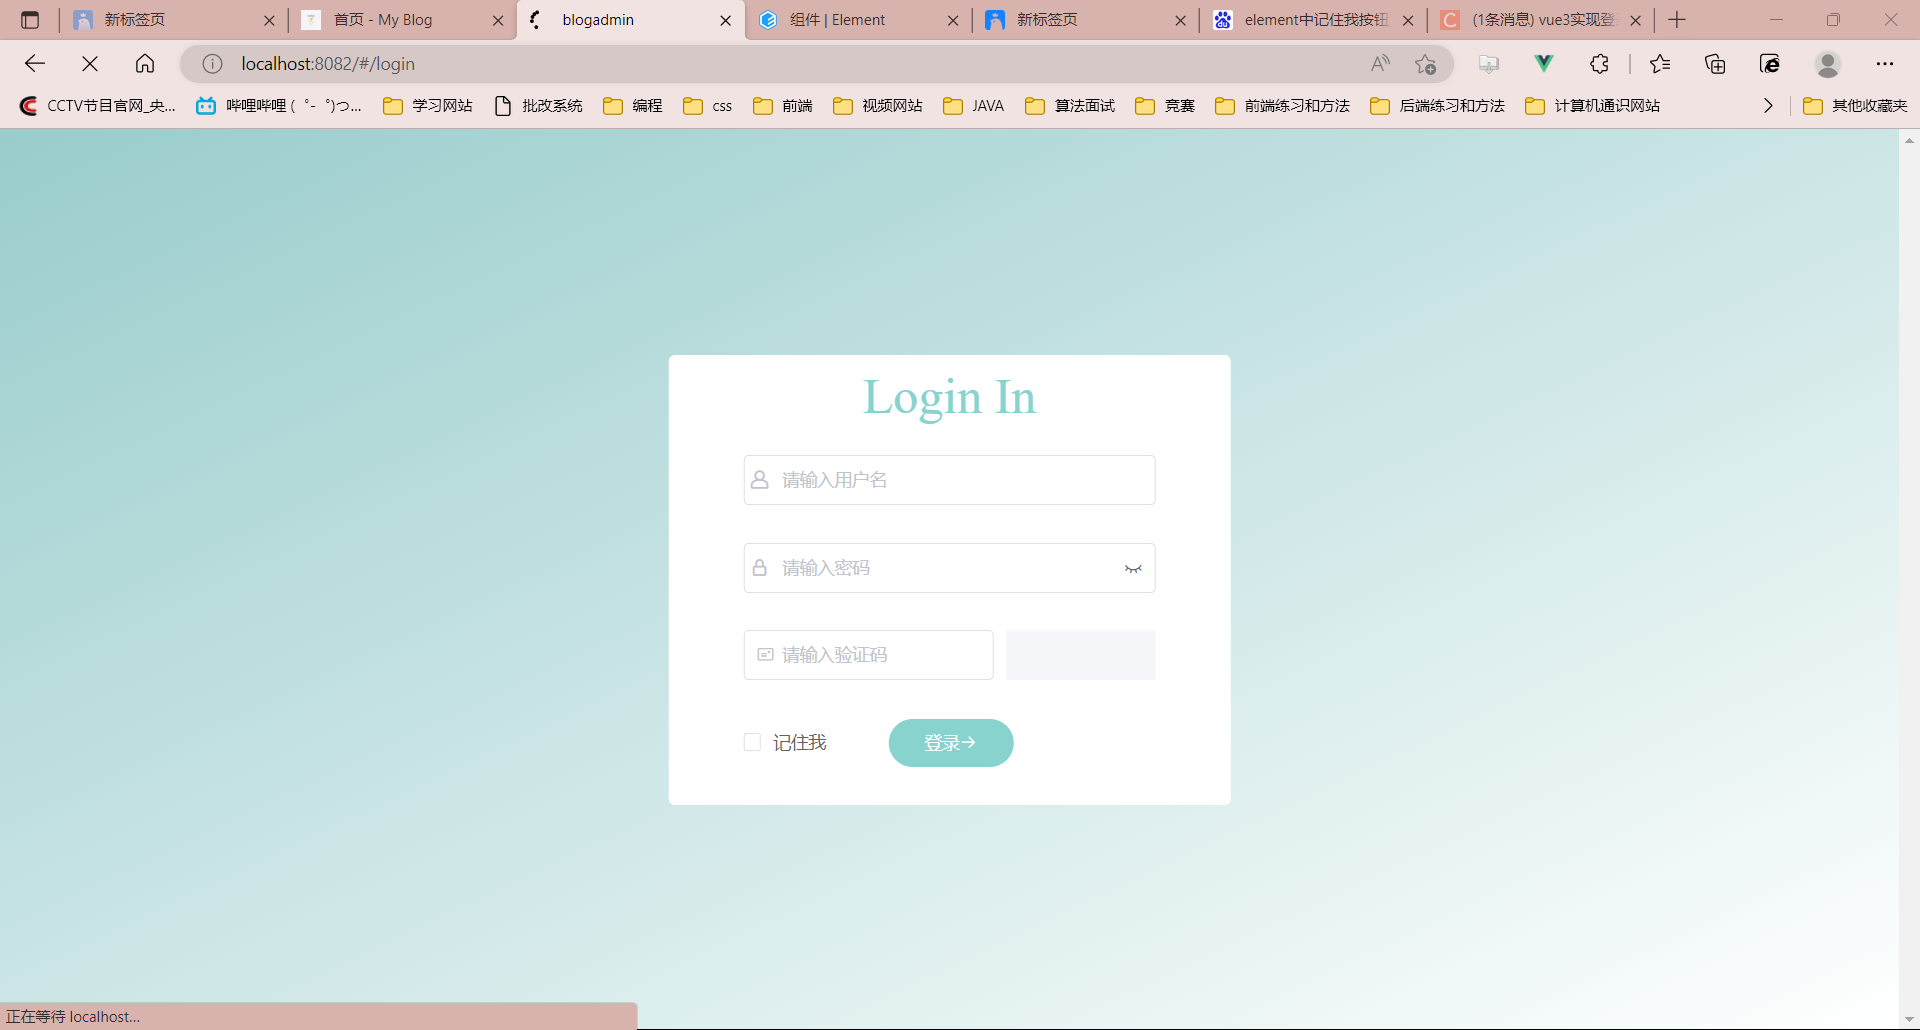 新标签页
首页 - My Blog
blogadmin
组件 | Element
新标签页
element中记住我按钮
(1条消息) vue3实现登
localhost:8082/#/login
CCTV节目官网_央...
哔哩哔哩 ( ゜- ゜)つ...
学习网站
批改系统
编程
css
前端
视频网站
JAVA
算法面试
竞赛
前端练习和方法
后端练习和方法
计算机通识网站
其他收藏夹
Login In
请输入用户名
请输入密码
请输入验证码
记住我
登录→
正在等待 localhost...